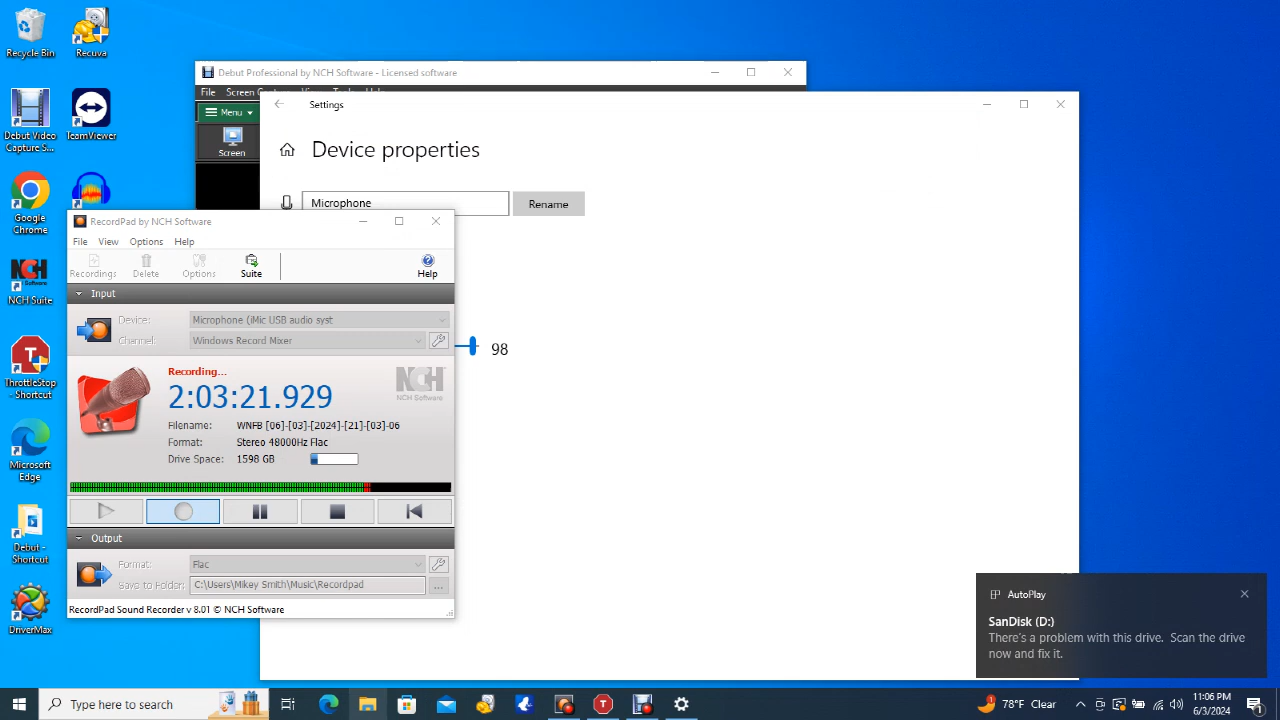 Recycle Bin
Recuva
Debut Video
Capture S...
TeamViewer
Google
Chrome
NCH
Software
NCH Suite
ThrottleStop
- Shortcut
Microsoft
Edge
Debut -
Shortcut
DriverMax
Debut Professional by NCH Software - Licensed software
File Screen
Menu
Screen
Settings
Device properties
Microphone
Rename
98
RecordPad by NCH Software
File View Options Help
Recordings Delete Options Suite Help
Input
Device: Microphone (iMic USB audio syst
Channel: Windows Record Mixer
Recording...
2:03:21.929
NCH
NCH Software
Filename: WNFB [06]-[03]-[2024]-[21]-[03]-06
Format: Stereo 48000Hz Flac
Drive Space: 1598 GB
Output
Format: Flac
Save to Folder: C:\Users\Mikey Smith\Music\Recordpad
...
RecordPad Sound Recorder v 8.01 © NCH Software
AutoPlay
SanDisk (D:)
There's a problem with this drive. Scan the drive
now and fix it.
Type here to search
78°F Clear
11:06 PM
6/3/2024
1